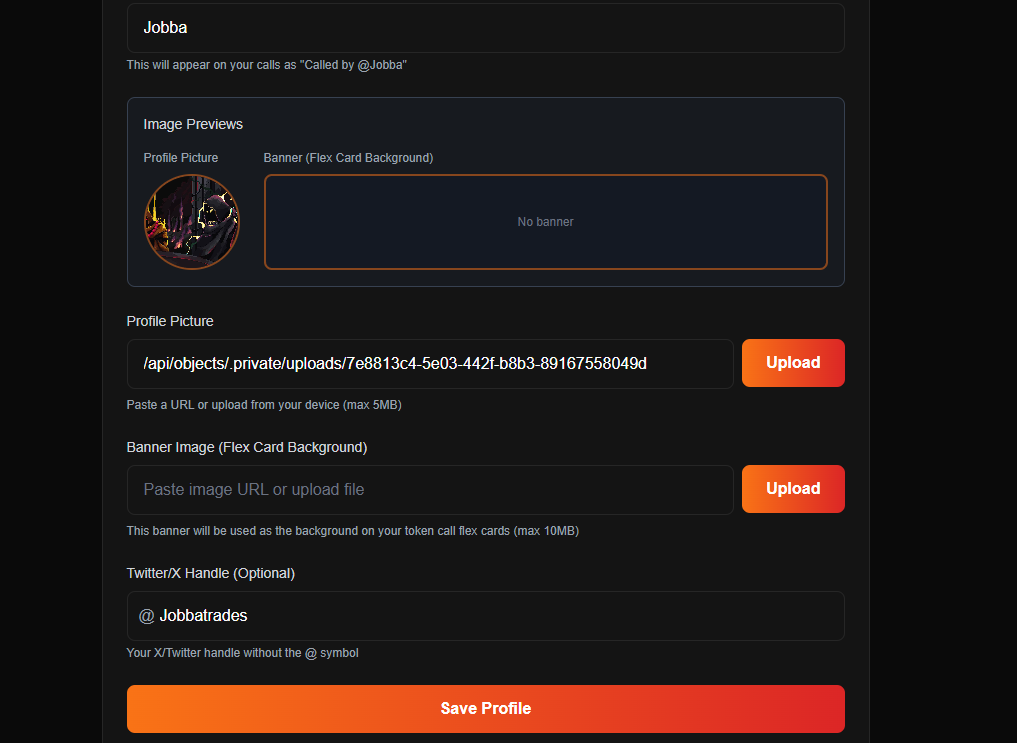 Jobba
This will appear on your calls as "Called by @Jobba"
Image Previews
Profile Picture
Banner (Flex Card Background)
No banner
Profile Picture
/api/objects/.private/uploads/7e8813c4-5e03-442f-b8b3-89167558049d
Upload
Paste a URL or upload from your device (max 5MB)
Banner Image (Flex Card Background)
Paste image URL or upload file
Upload
This banner will be used as the background on your token call flex cards (max 10MB)
Twitter/X Handle (Optional)
@ Jobbatrades
Your X/Twitter handle without the @ symbol
Save Profile